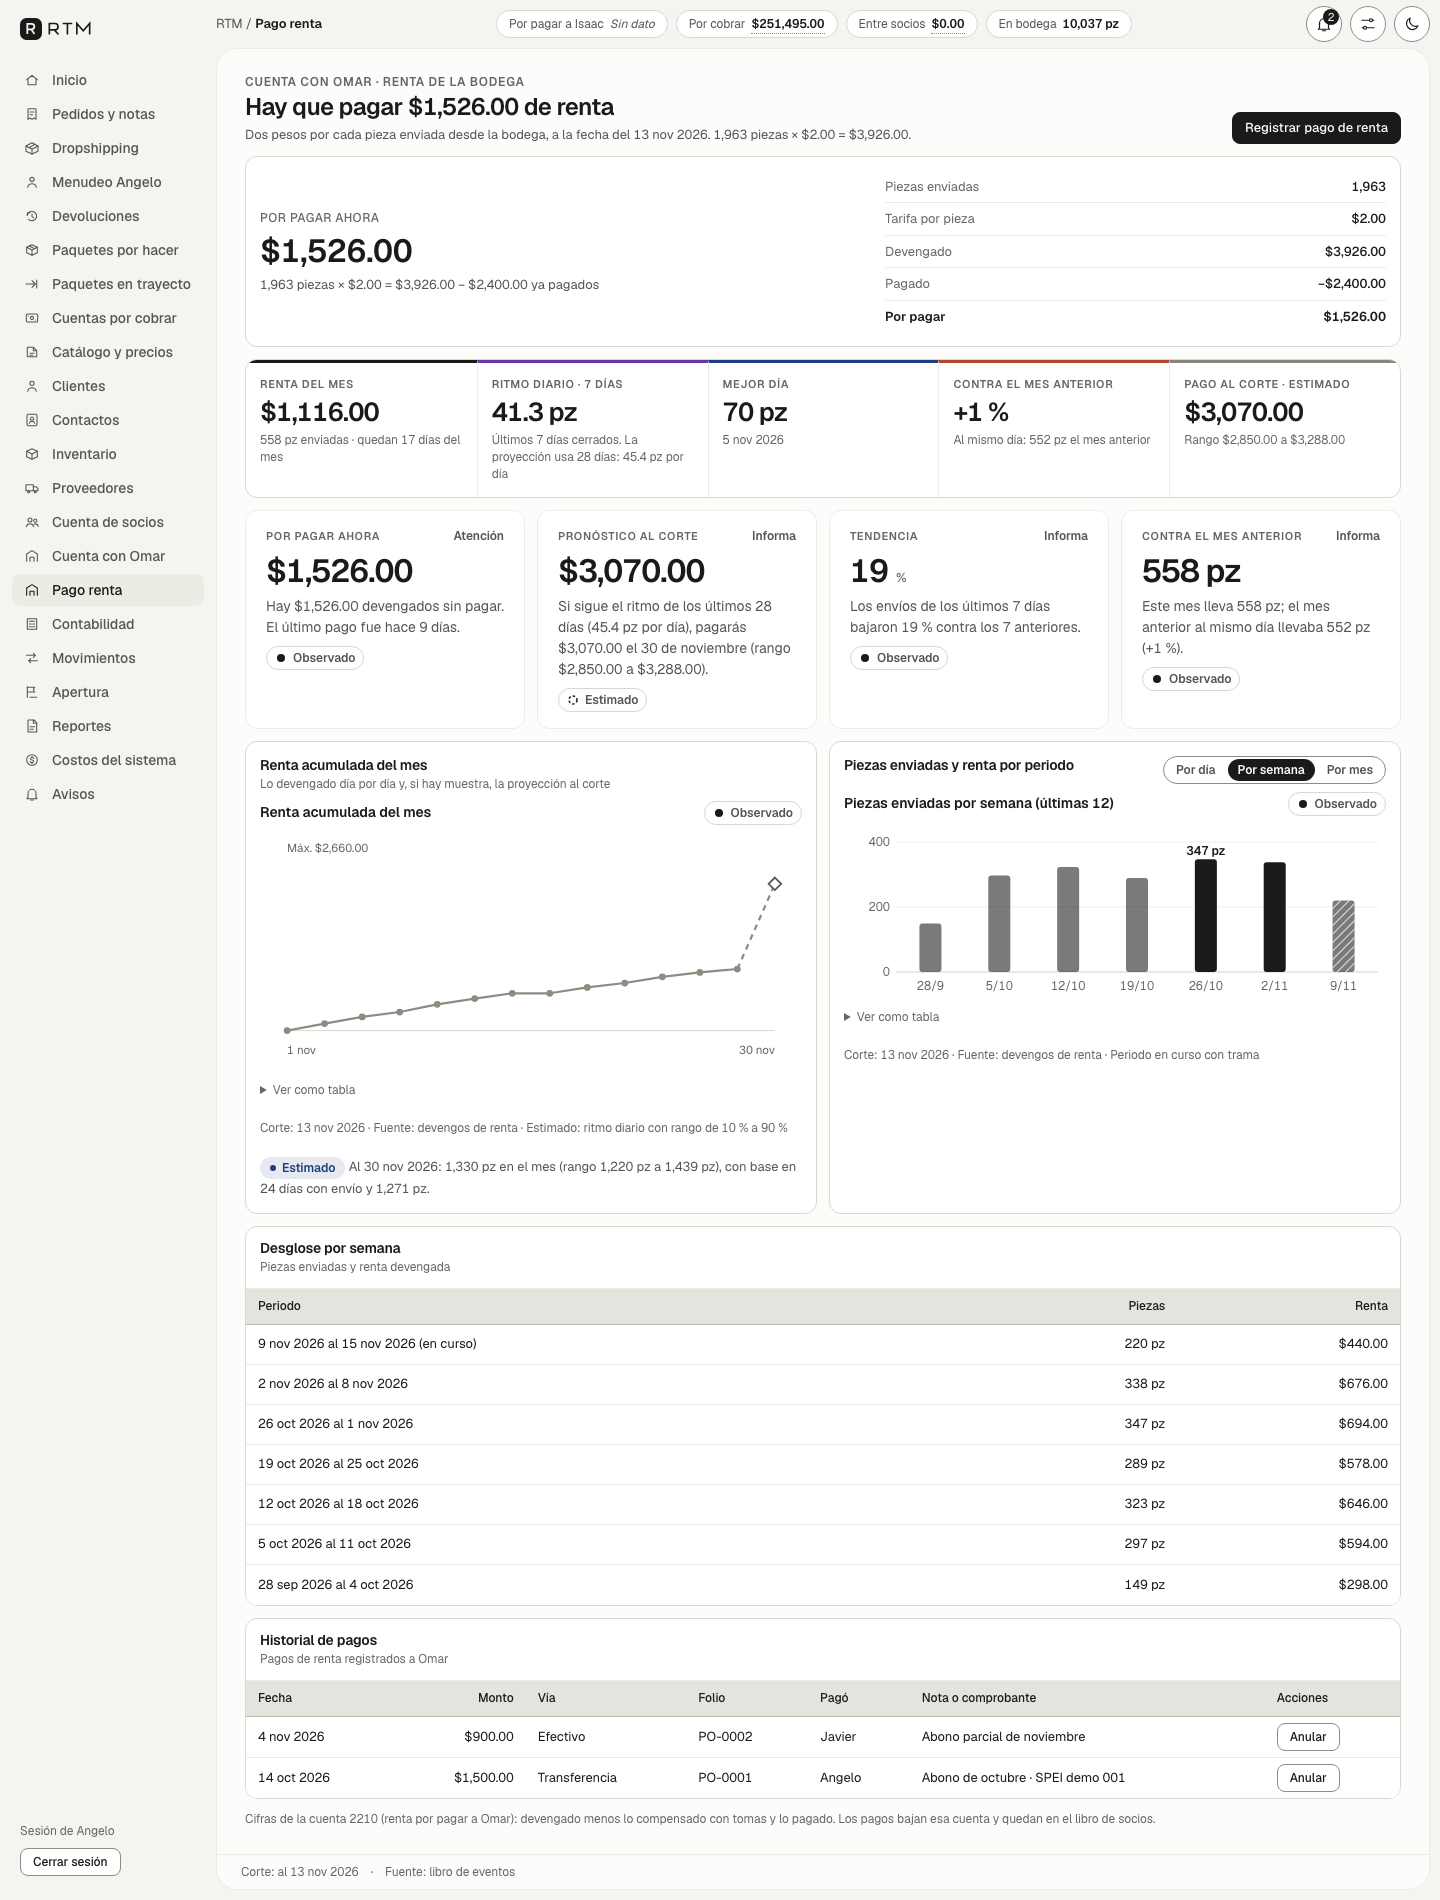 R RTM
RTM / Pago renta
Por pagar a Isaac Sin dato
Por cobrar $251,495.00
Entre socios $0.00
En bodega 10,037 pz
2
Inicio
Pedidos y notas
Dropshipping
Menudeo Angelo
Devoluciones
Paquetes por hacer
Paquetes en trayecto
Cuentas por cobrar
Catálogo y precios
Clientes
Contactos
Inventario
Proveedores
Cuenta de socios
Cuenta con Omar
Pago renta
Contabilidad
Movimientos
Apertura
Reportes
Costos del sistema
Avisos
Sesión de Angelo
Cerrar sesión
CUENTA CON OMAR · RENTA DE LA BODEGA
Hay que pagar $1,526.00 de renta
Dos pesos por cada pieza enviada desde la bodega, a la fecha del 13 nov 2026. 1,963 piezas × $2.00 = $3,926.00.
Registrar pago de renta
POR PAGAR AHORA
$1,526.00
1,963 piezas × $2.00 = $3,926.00 − $2,400.00 ya pagados
Piezas enviadas 1,963
Tarifa por pieza $2.00
Devengado $3,926.00
Pagado −$2,400.00
Por pagar $1,526.00
RENTA DEL MES
$1,116.00
558 pz enviadas · quedan 17 días del
mes
RITMO DIARIO · 7 DÍAS
41.3 pz
Últimos 7 días cerrados. La
proyección usa 28 días: 45.4 pz por
día
MEJOR DÍA
70 pz
5 nov 2026
CONTRA EL MES ANTERIOR
+1 %
Al mismo día: 552 pz el mes anterior
PAGO AL CORTE · ESTIMADO
$3,070.00
Rango $2,850.00 a $3,288.00
POR PAGAR AHORA Atención
$1,526.00
Hay $1,526.00 devengados sin pagar.
El último pago fue hace 9 días.
Observado
PRONÓSTICO AL CORTE Informa
$3,070.00
Si sigue el ritmo de los últimos 28
días (45.4 pz por día), pagarás
$3,070.00 el 30 de noviembre (rango
$2,850.00 a $3,288.00).
Estimado
TENDENCIA Informa
19 %
Los envíos de los últimos 7 días
bajaron 19 % contra los 7 anteriores.
Observado
CONTRA EL MES ANTERIOR Informa
558 pz
Este mes lleva 558 pz; el mes
anterior al mismo día llevaba 552 pz
(+1 %).
Observado
Renta acumulada del mes
Lo devengado día por día y, si hay muestra, la proyección al corte
Renta acumulada del mes Observado
Máx. $2,660.00
1 nov 30 nov
Ver como tabla
Corte: 13 nov 2026 · Fuente: devengos de renta · Estimado: ritmo diario con rango de 10 % a 90 %
Estimado Al 30 nov 2026: 1,330 pz en el mes (rango 1,220 pz a 1,439 pz), con base en
24 días con envío y 1,271 pz.
Piezas enviadas y renta por periodo
Por día Por semana Por mes
Piezas enviadas por semana (últimas 12) Observado
400
347 pz
200
0
28/9 5/10 12/10 19/10 26/10 2/11 9/11
Ver como tabla
Corte: 13 nov 2026 · Fuente: devengos de renta · Periodo en curso con trama
Desglose por semana
Piezas enviadas y renta devengada
Periodo Piezas Renta
9 nov 2026 al 15 nov 2026 (en curso) 220 pz $440.00
2 nov 2026 al 8 nov 2026 338 pz $676.00
26 oct 2026 al 1 nov 2026 347 pz $694.00
19 oct 2026 al 25 oct 2026 289 pz $578.00
12 oct 2026 al 18 oct 2026 323 pz $646.00
5 oct 2026 al 11 oct 2026 297 pz $594.00
28 sep 2026 al 4 oct 2026 149 pz $298.00
Historial de pagos
Pagos de renta registrados a Omar
Fecha Monto Vía Folio Pagó Nota o comprobante Acciones
4 nov 2026 $900.00 Efectivo PO-0002 Javier Abono parcial de noviembre Anular
14 oct 2026 $1,500.00 Transferencia PO-0001 Angelo Abono de octubre · SPEI demo 001 Anular
Cifras de la cuenta 2210 (renta por pagar a Omar): devengado menos lo compensado con tomas y lo pagado. Los pagos bajan esa cuenta y quedan en el libro de socios.
Corte: al 13 nov 2026 · Fuente: libro de eventos